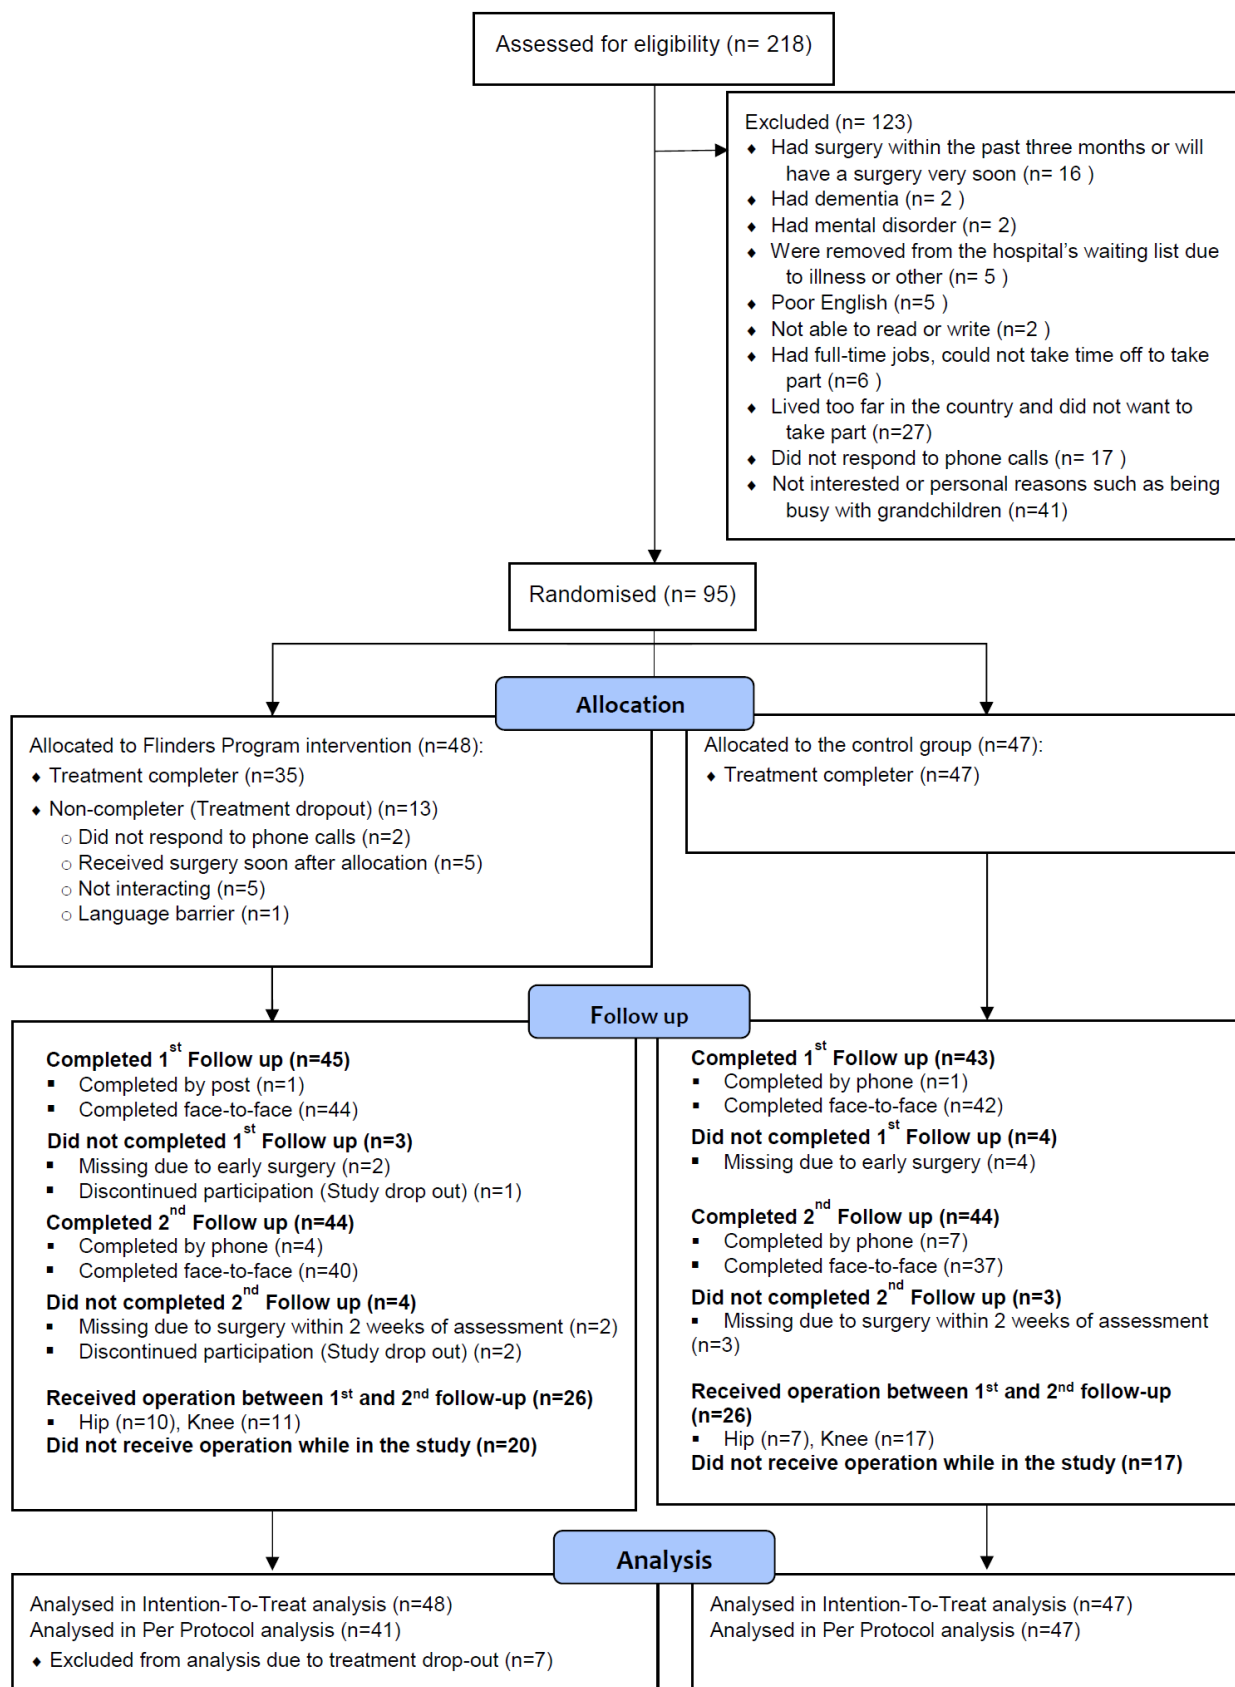 Assessed for eligibility (n= 218)
Excluded (n= 123)
♦ Had surgery within the past three months or will
have a surgery very soon (n= 16 )
♦ Had dementia (n= 2 )
♦ Had mental disorder (n= 2)
♦ Were removed from the hospital's waiting list due
to illness or other (n= 5 )
♦ Poor English (n=5 )
♦ Not able to read or write (n=2 )
♦ Had full-time jobs, could not take time off to take
part (n=6 )
♦ Lived too far in the country and did not want to
take part (n=27)
♦ Did not respond to phone calls (n= 17 )
♦ Not interested or personal reasons such as being
busy with grandchildren (n=41)
Randomised (n= 95)
Allocation
Allocated to Flinders Program intervention (n=48):
♦ Treatment completer (n=35)
♦ Non-completer (Treatment dropout) (n=13)
○ Did not respond to phone calls (n=2)
○ Received surgery soon after allocation (n=5)
○ Not interacting (n=5)
○ Language barrier (n=1)
Allocated to the control group (n=47):
♦ Treatment completer (n=47)
Follow up
Completed 1st Follow up (n=45)
▪ Completed by post (n=1)
▪ Completed face-to-face (n=44)
Did not completed 1st Follow up (n=3)
▪ Missing due to early surgery (n=2)
▪ Discontinued participation (Study drop out) (n=1)
Completed 2nd Follow up (n=44)
▪ Completed by phone (n=4)
▪ Completed face-to-face (n=40)
Did not completed 2nd Follow up (n=4)
▪ Missing due to surgery within 2 weeks of assessment (n=2)
▪ Discontinued participation (Study drop out) (n=2)
Received operation between 1st and 2nd follow-up (n=26)
▪ Hip (n=10), Knee (n=11)
Did not receive operation while in the study (n=20)
Completed 1st Follow up (n=43)
▪ Completed by phone (n=1)
▪ Completed face-to-face (n=42)
Did not completed 1st Follow up (n=4)
▪ Missing due to early surgery (n=4)
Completed 2nd Follow up (n=44)
▪ Completed by phone (n=7)
▪ Completed face-to-face (n=37)
Did not completed 2nd Follow up (n=3)
▪ Missing due to surgery within 2 weeks of assessment
(n=3)
Received operation between 1st and 2nd follow-up
(n=26)
▪ Hip (n=7), Knee (n=17)
Did not receive operation while in the study (n=17)
Analysis
Analysed in Intention-To-Treat analysis (n=48)
Analysed in Per Protocol analysis (n=41)
♦ Excluded from analysis due to treatment drop-out (n=7)
Analysed in Intention-To-Treat analysis (n=47)
Analysed in Per Protocol analysis (n=47)